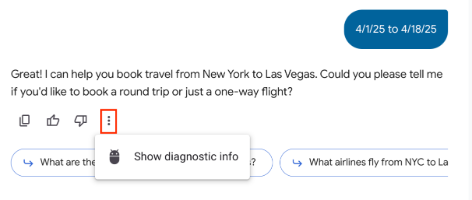 4/1/25 to 4/18/25
Great! I can help you book travel from New York to Las Vegas. Could you please tell me
if you'd like to book a round trip or just a one-way flight?
Show diagnostic info
What are the
?
What airlines fly from NYC to La